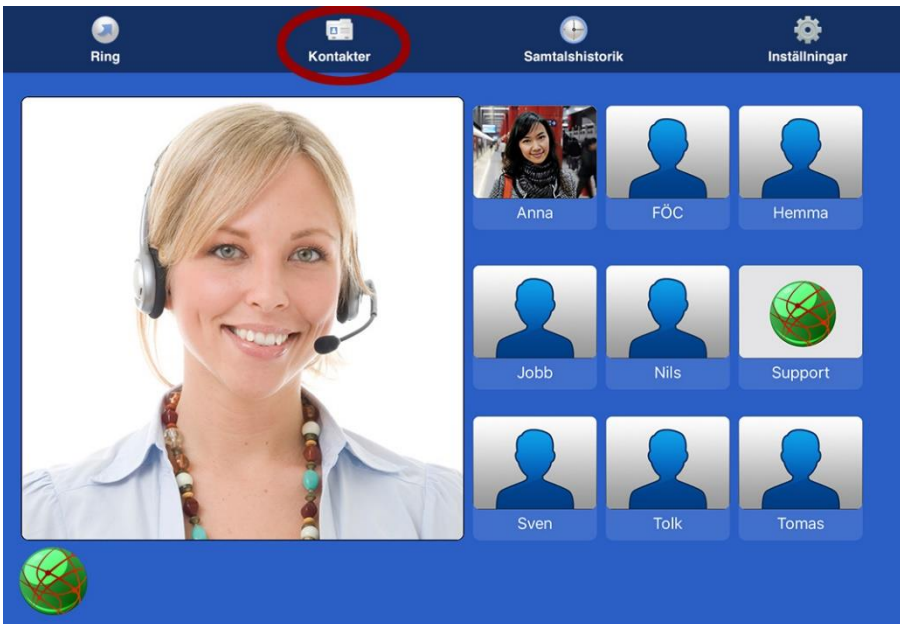 Ring
Kontakter
Samtalshistorik
Inställningar
Anna
FÖC
Hemma
Jobb
Nils
Support
Sven
Tolk
Tomas